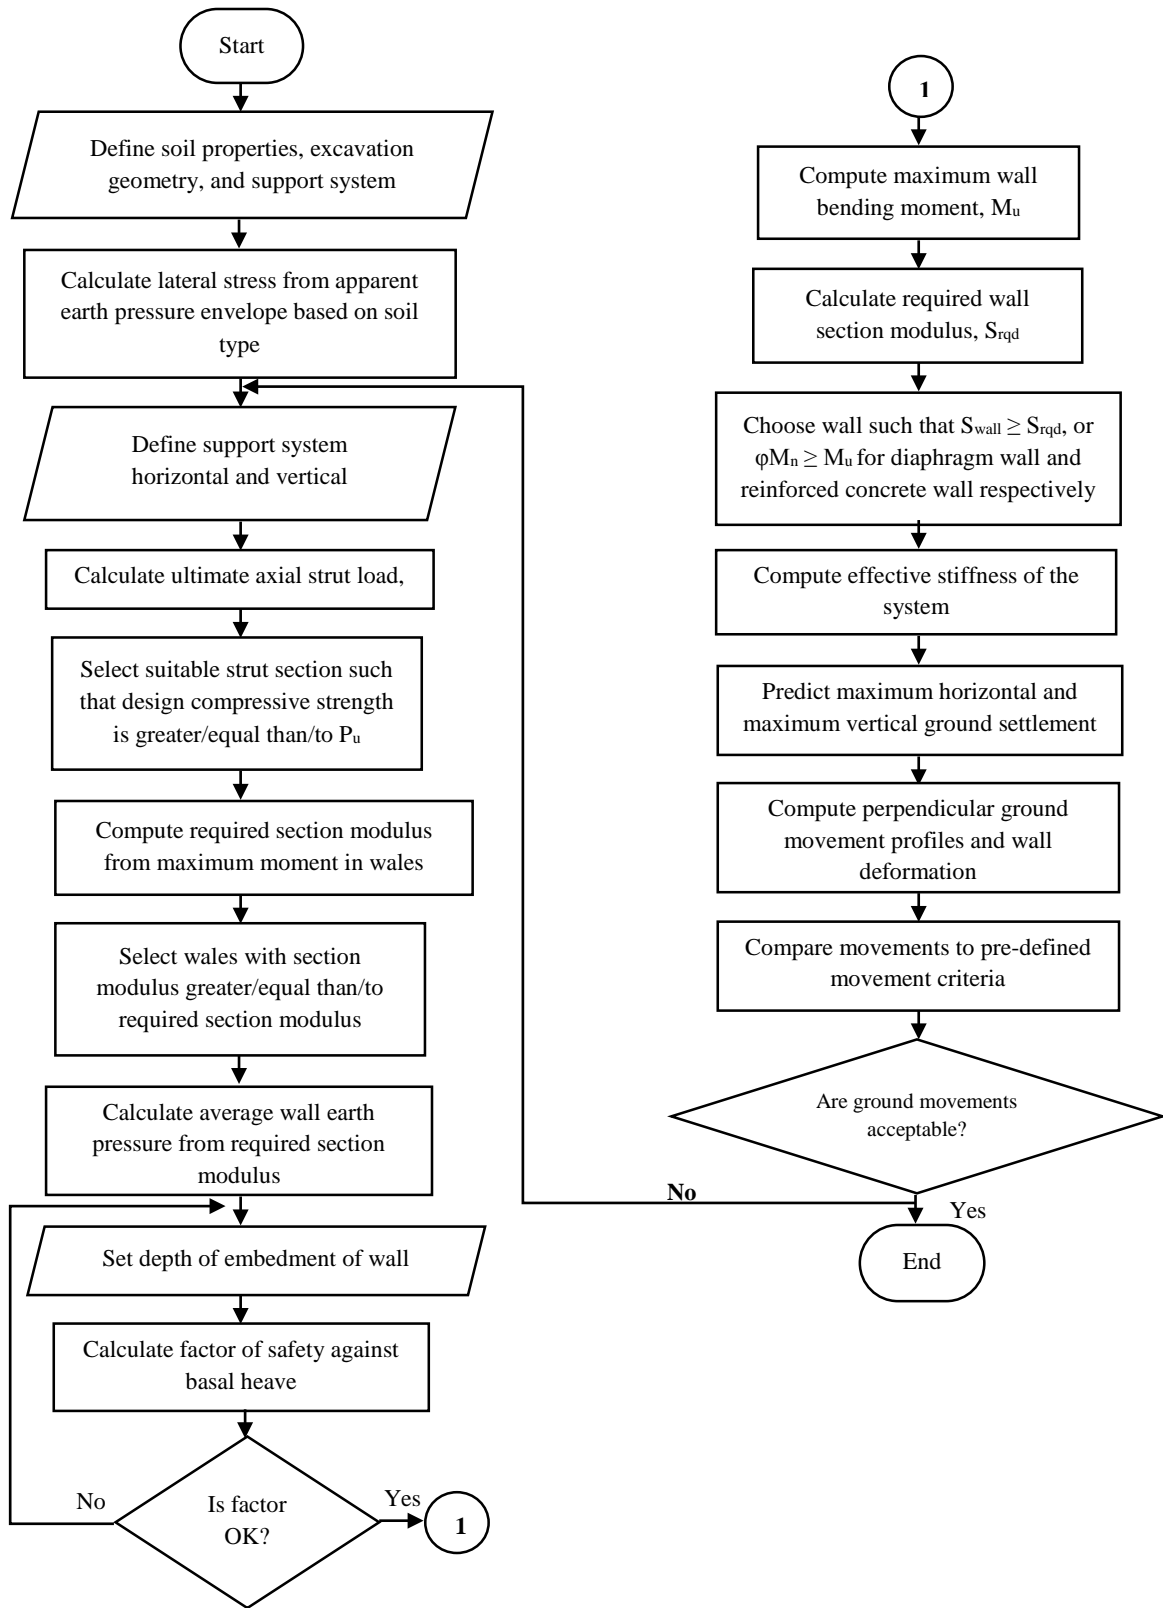 Start
Define soil properties, excavation
geometry, and support system
Calculate lateral stress from apparent
earth pressure envelope based on soil
type
Define support system
horizontal and vertical
Calculate ultimate axial strut load,
Select suitable strut section such
that design compressive strength
is greater/equal than/to Pu
Compute required section modulus
from maximum moment in wales
Select wales with section
modulus greater/equal than/to
required section modulus
Calculate average wall earth
pressure from required section
modulus
Set depth of embedment of wall
Calculate factor of safety against
basal heave
Is factor
OK?
No
Yes
1
1
Compute maximum wall
bending moment, Mu
Calculate required wall
section modulus, Srqd
Choose wall such that Swall ≥ Srqd, or
φMn ≥ Mu for diaphragm wall and
reinforced concrete wall respectively
Compute effective stiffness of the
system
Predict maximum horizontal and
maximum vertical ground settlement
Compute perpendicular ground
movement profiles and wall
deformation
Compare movements to pre-defined
movement criteria
Are ground movements
acceptable?
No
Yes
End